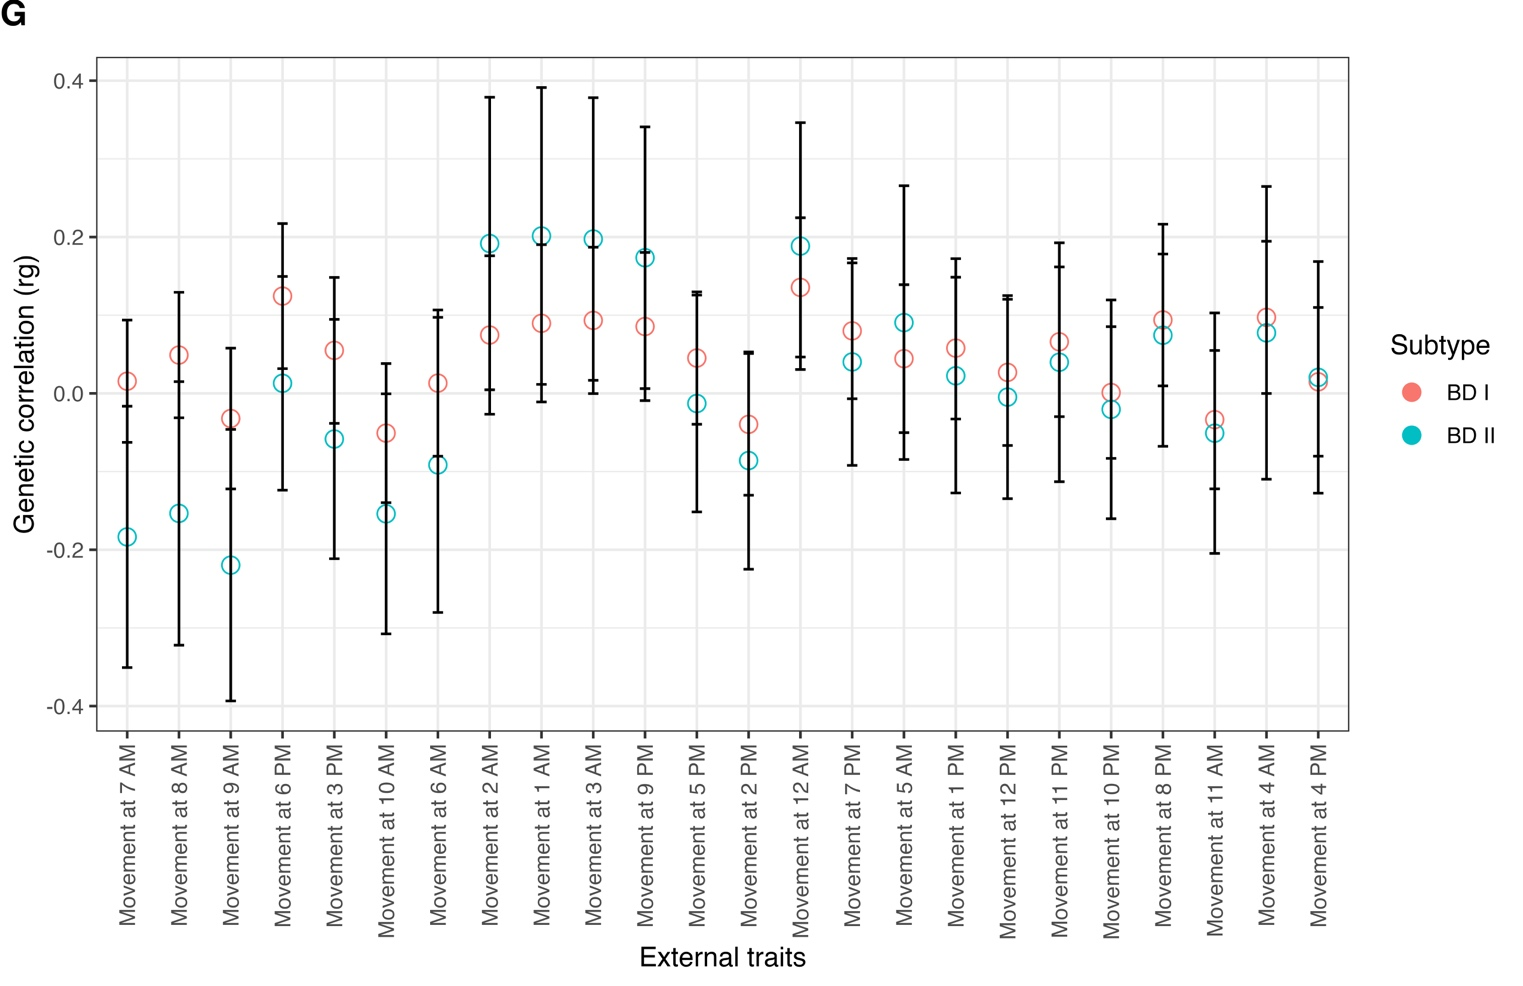 G
Genetic correlation (rg)
0.4
0.2
0.0
-0.2
-0.4
Movement at 7 AM
Movement at 8 AM
Movement at 9 AM
Movement at 6 PM
Movement at 3 PM
Movement at 10 AM
Movement at 6 AM
Movement at 2 AM
Movement at 1 AM
Movement at 3 AM
Movement at 9 PM
Movement at 5 PM
Movement at 2 PM
Movement at 12 AM
Movement at 7 PM
Movement at 5 AM
Movement at 1 PM
Movement at 12 PM
Movement at 11 PM
Movement at 10 PM
Movement at 8 PM
Movement at 11 AM
Movement at 4 AM
Movement at 4 PM
External traits
Subtype
BD I
BD II